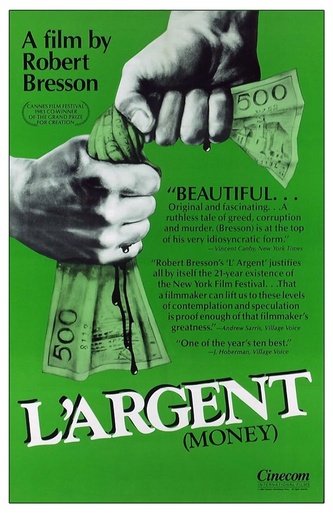 A film by
Robert
Bresson
CANNES FILM FESTIVAL
1983 CO-WINNER
OF THE GRAND PRIZE
FOR CREATION
500
500
“BEAUTIFUL. . .
Original and fascinating. . .A
ruthless tale of greed, corruption
and murder. (Bresson) is at the top
of his very idiosyncratic form.”
—Vincent Canby, New York Times
“Robert Bresson's ‘L' Argent’ justifies
all by itself the 21-year existence of
the New York Film Festival. . .That
a filmmaker can lift us to these levels
of contemplation and speculation
is proof enough of that filmmaker's
greatness.”—Andrew Sarris, Village Voice
“One of the year's ten best.”
—J. Hoberman, Village Voice
L'ARGENT
(MONEY)
Cinecom
INTERNATIONAL FILMS